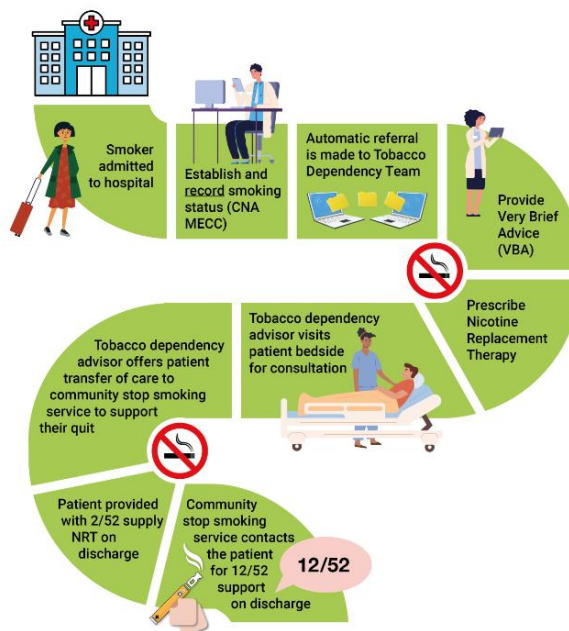 Smoker
admitted
to hospital
Establish and
record smoking
status (CNA
MECC)
Automatic referral
is made to Tobacco
Dependency Team
Provide
Very Brief
Advice
(VBA)
Prescribe
Nicotine
Replacement
Therapy
Tobacco dependency
advisor visits
patient bedside
for consultation
Tobacco dependency
advisor offers patient
transfer of care to
community stop smoking
service to support
their quit
Patient provided
with 2/52 supply
NRT on
discharge
Community
stop smoking
service contacts
the patient
for 12/52
support
on discharge
12/52